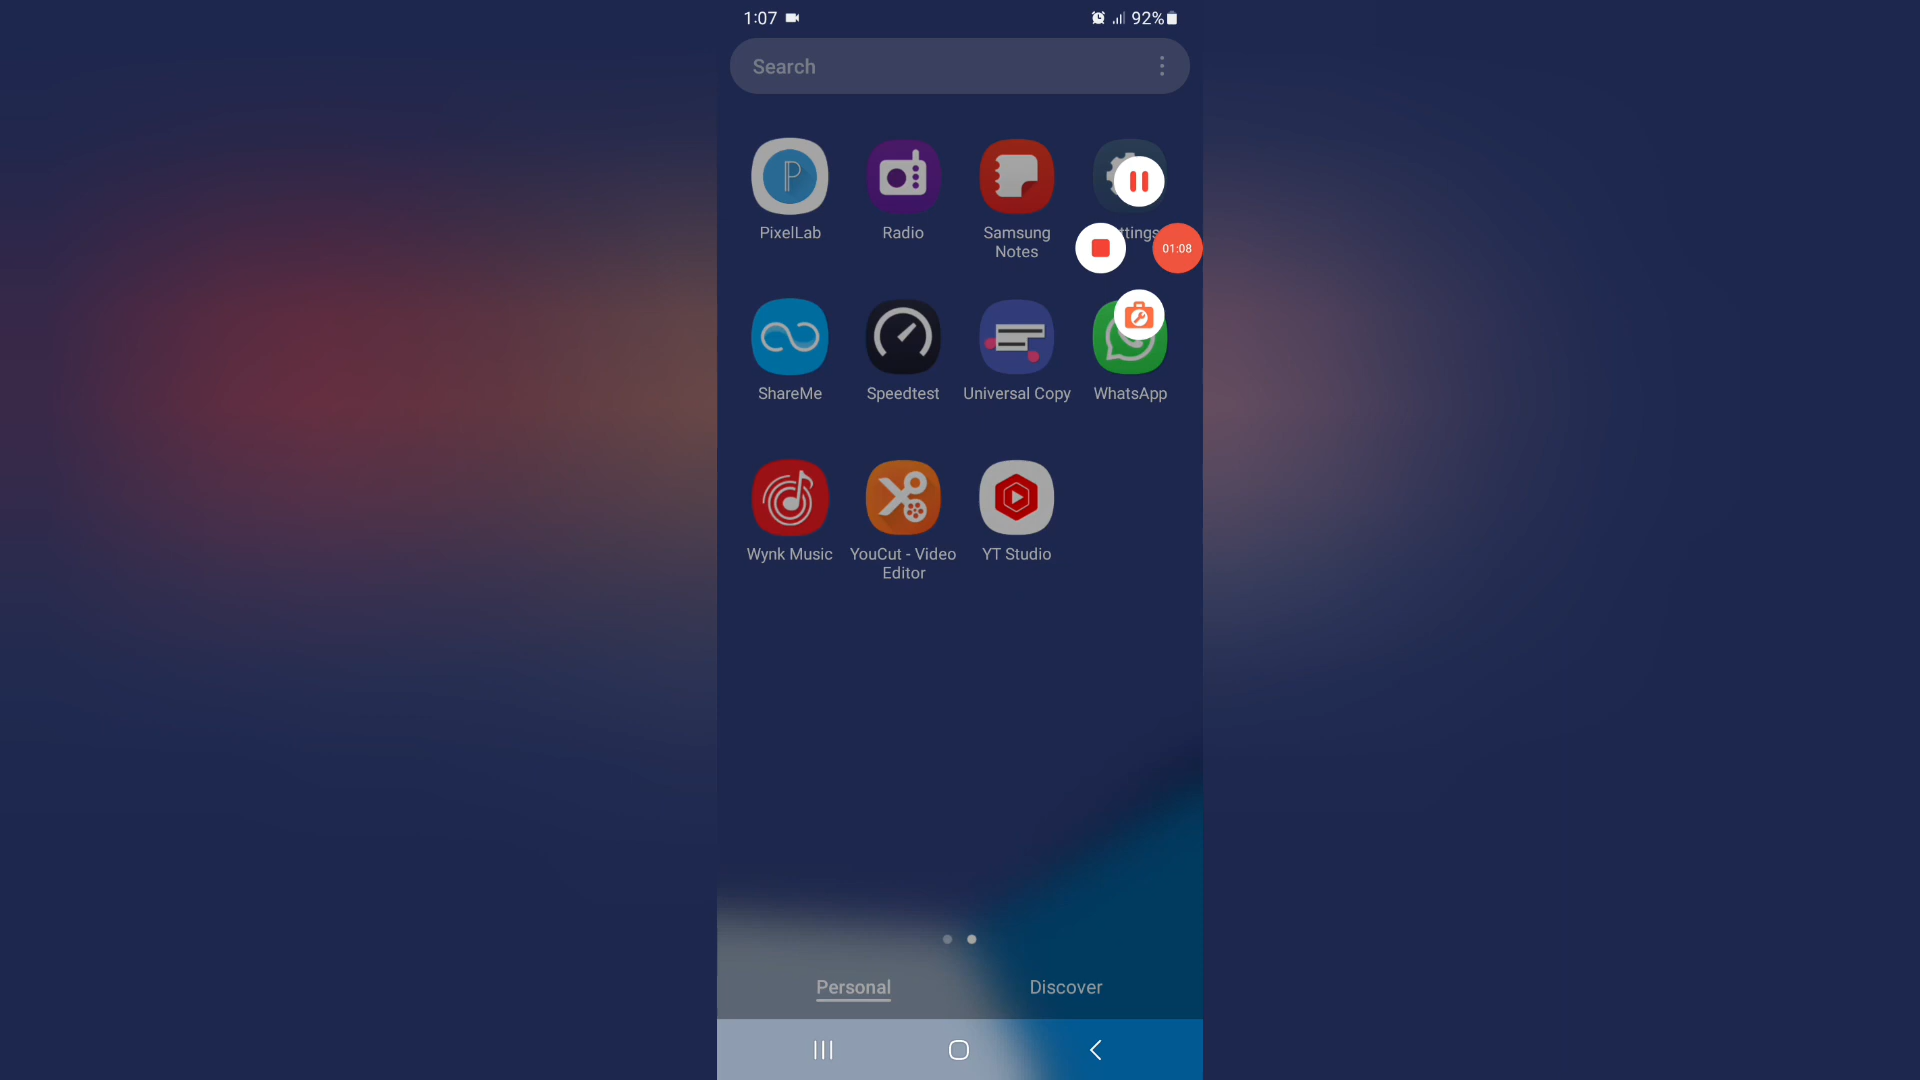 1:07
92%
Search
PixelLab
Radio
Samsung
Notes
ttings
01:08
ShareMe
Speedtest
Universal Copy
WhatsApp
Wynk Music
YouCut - Video
Editor
YT Studio
Personal
Discover